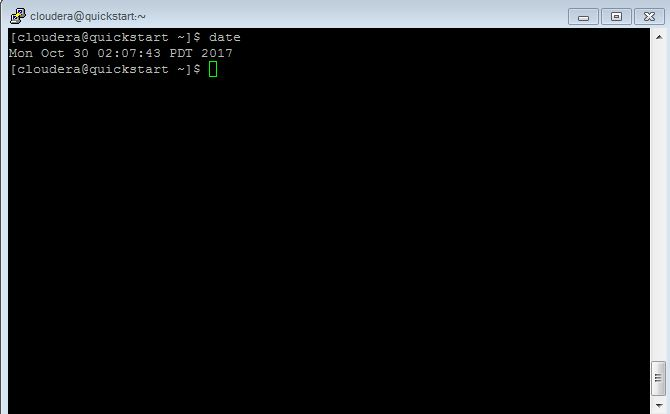 cloudera@quickstart:~
[cloudera@quickstart ~]$ date
Mon Oct 30 02:07:43 PDT 2017
[cloudera@quickstart ~]$